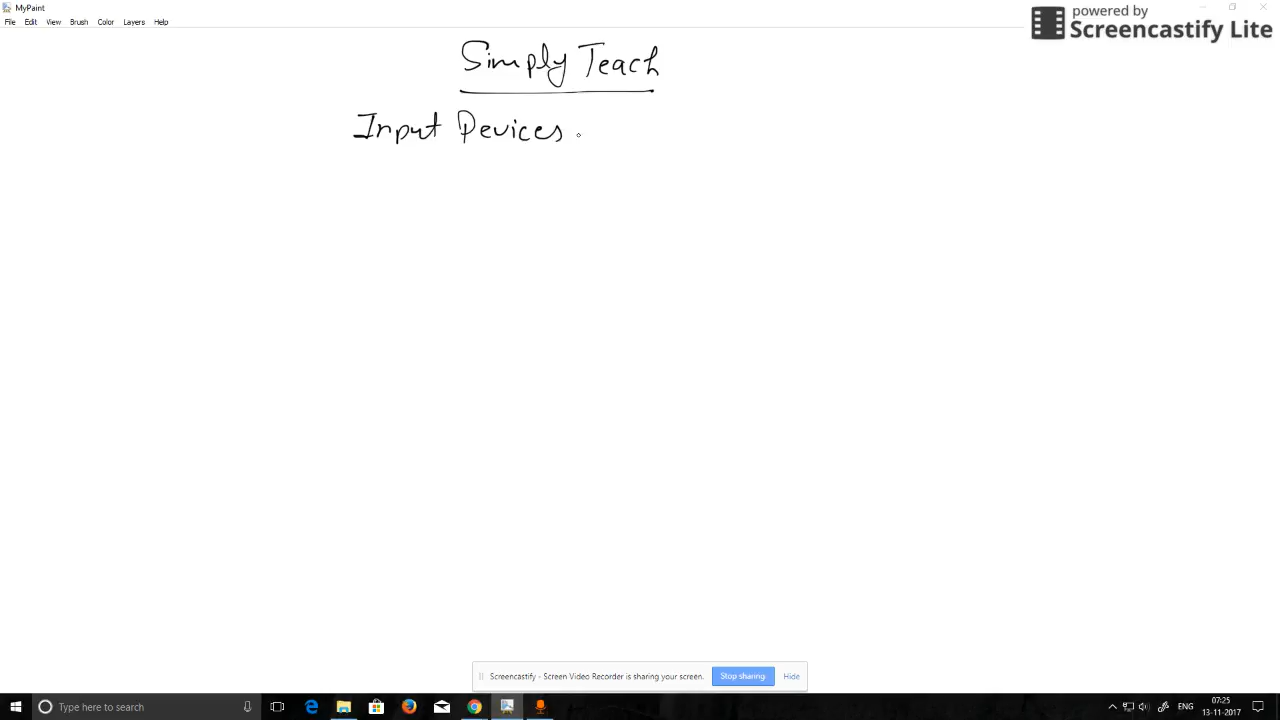 MyPaint
File Edit View Brush Color Layers Help
powered by
Screencastify Lite
Simply Teach
Input Devices
Screencastify - Screen Video Recorder is sharing your screen. Stop sharing Hide
Type here to search
ENG
07:25
13-11-2017